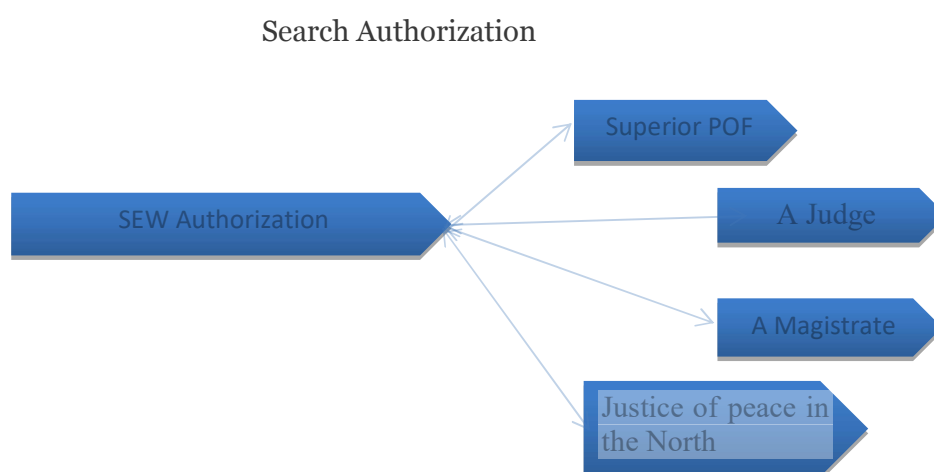 Search Authorization
Superior POF
SEW Authorization
A Judge
A Magistrate
Justice of peace in
the North